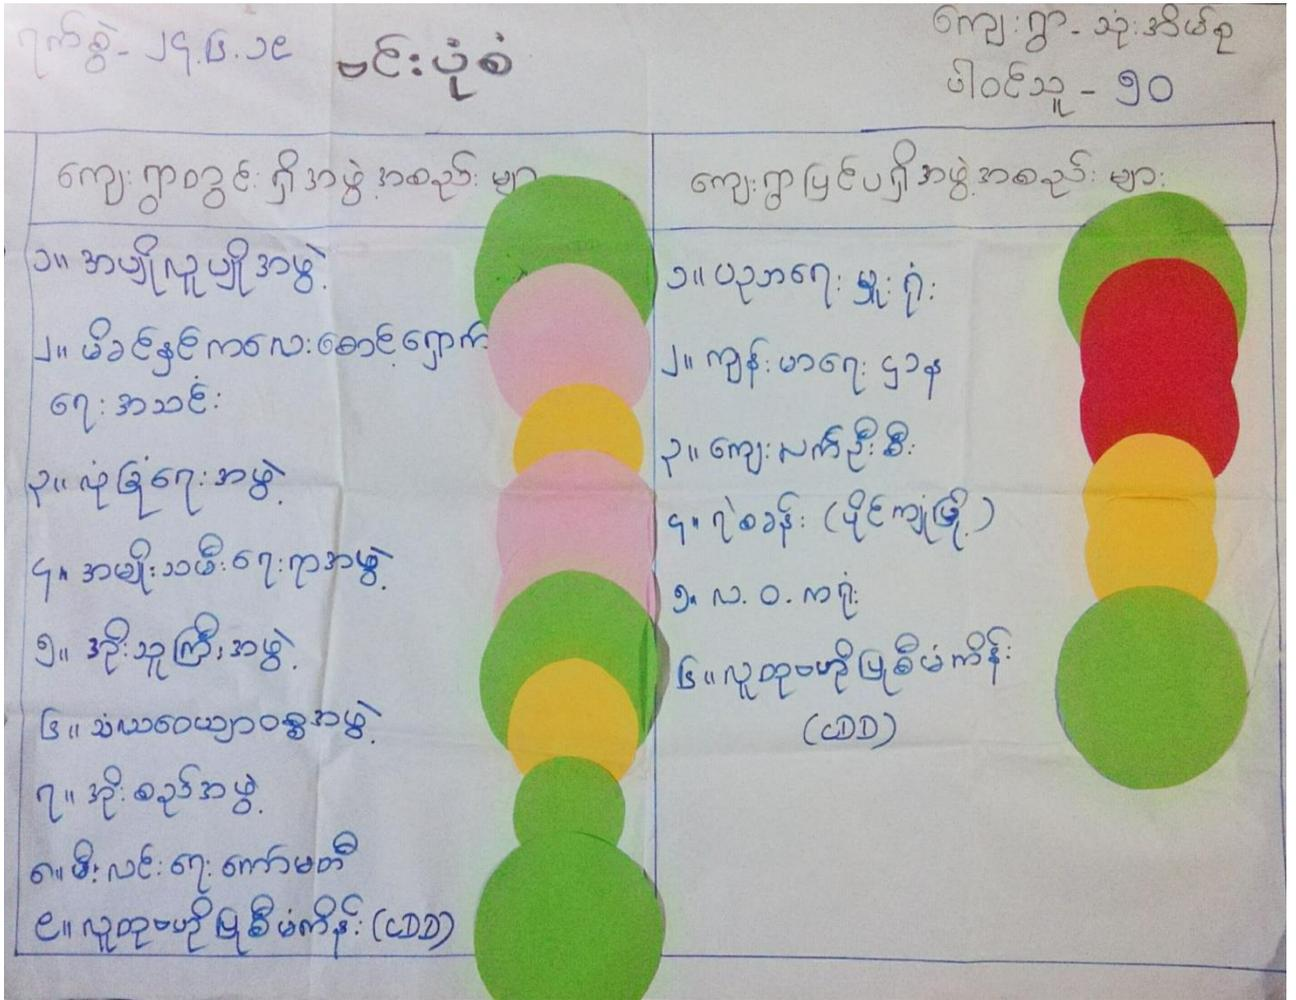 ရက်စွဲ - ၂၄.၆.၁၉
ဗင်းပုံစံ
ကျေးရွာ - သုံးအိမ်စု
ပါဝင်သူ - ၅၀
ကျေးရွာတွင်းရှိအဖွဲ့အစည်းများ
၁။ အပျိုလူပျိုအဖွဲ့
၂။ မိခင်နှင့်ကလေးစောင့်ရှောက်
ရေးအသင်း
၃။ လုံခြုံရေးအဖွဲ့
၄။ အမျိုးသမီးရေးရာအဖွဲ့
၅။ အိုးသူကြီးအဖွဲ့
၆။ သံဃဝေယျာဝစ္စအဖွဲ့
၇။ အိုးစည်အဖွဲ့
၈။ မီးလင်းရေးကော်မတီ
၉။ လူထုဗဟိုပြုစီမံကိန်း (CDD)
ကျေးရွာပြင်ပရှိအဖွဲ့အစည်းများ
၁။ ပညာရေးမှူးရုံး
၂။ ကျန်းမာရေးဌာန
၃။ ကျေးလက်ဦးစီး
၄။ ရဲစခန်း (ပိုင်ကျုံမြို့)
၅။ လ.ဝ.ကရုံး
၆။ လူထုဗဟိုပြုစီမံကိန်း
(CDD)